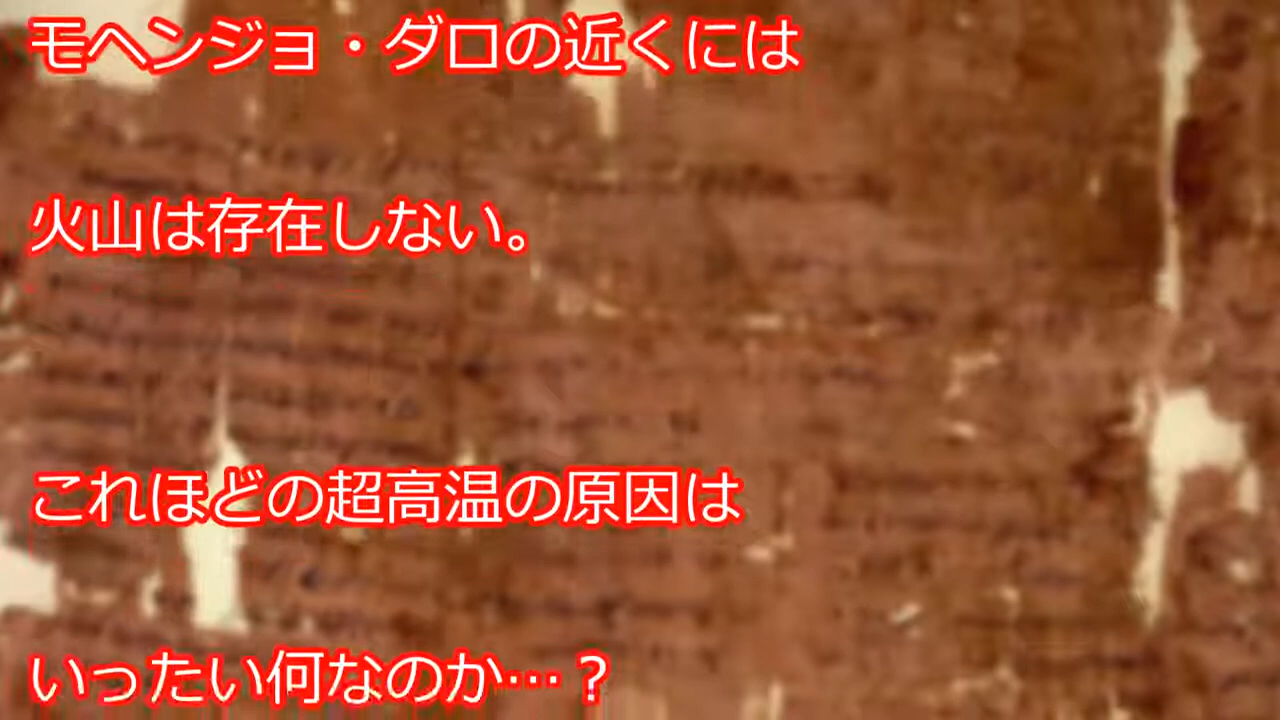 モヘンジョ・ダロの近くには
火山は存在しない。
これほどの超高温の原因は
いったい何なのか…？